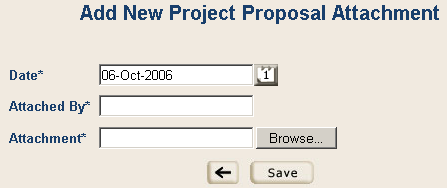 Add New Project Proposal Attachment
Date* 06-Oct-2006 1
Attached By*
Attachment* Browse...
Save